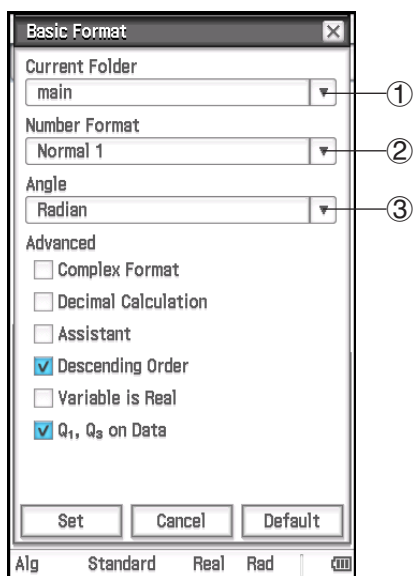 Basic Format
Current Folder
main
①
Number Format
Normal 1
②
Angle
Radian
③
Advanced
Complex Format
Decimal Calculation
Assistant
Descending Order
Variable is Real
Q₁, Q₃ on Data
Set Cancel Default
Alg Standard Real Rad